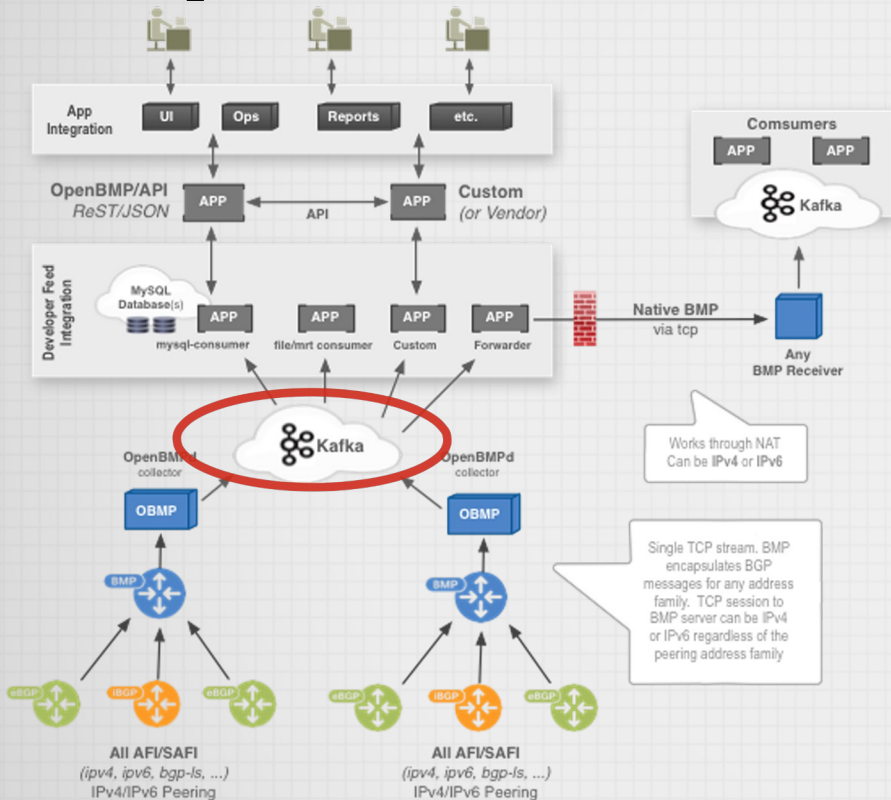 App
Integration
UI
Ops
Reports
etc.
Comsumers
APP
APP
Kafka
OpenBMP/API
ReST/JSON
APP
API
APP
Custom
(or Vendor)
Developer Feed
Integration
MySQL
Database(s)
APP
mysql-consumer
APP
file/mrt consumer
APP
Custom
APP
Forwarder
Native BMP
via tcp
Any
BMP Receiver
Works through NAT
Can be IPv4 or IPv6
Kafka
OpenBMPd
collector
OpenBMPd
collector
OBMP
OBMP
Single TCP stream. BMP
encapsulates BGP
messages for any address
family. TCP session to
BMP server can be IPv4
or IPv6 regardless of the
peering address family
BMP
BMP
eBGP
iBGP
eBGP
eBGP
iBGP
eBGP
All AFI/SAFI
(ipv4, ipv6, bgp-ls, ...)
IPv4/IPv6 Peering
All AFI/SAFI
(ipv4, ipv6, bgp-ls, ...)
IPv4/IPv6 Peering